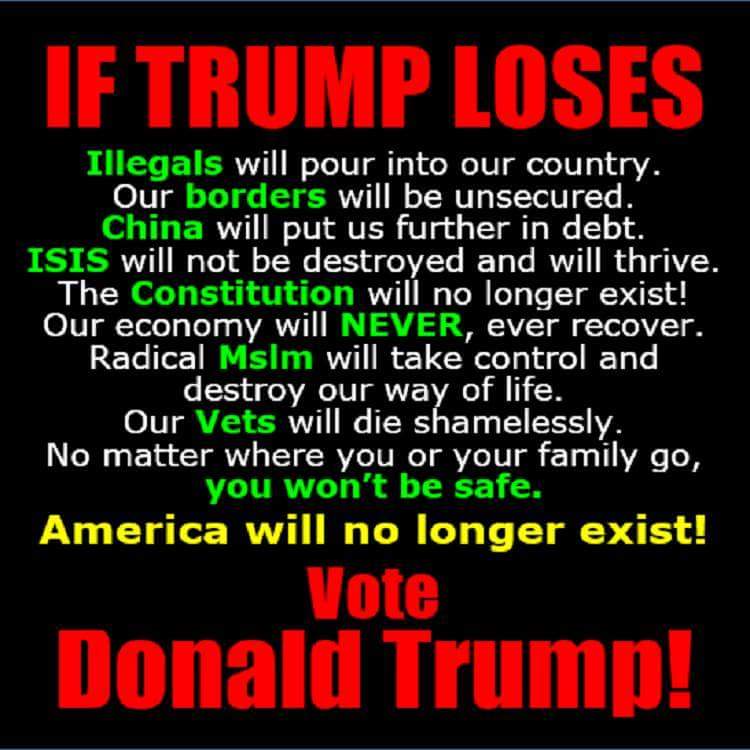 IF TRUMP LOSES
Illegals will pour into our country.
Our borders will be unsecured.
China will put us further in debt.
ISIS will not be destroyed and will thrive.
The Constitution will no longer exist!
Our economy will NEVER, ever recover.
Radical Mslm will take control and
destroy our way of life.
Our Vets will die shamelessly.
No matter where you or your family go,
you won't be safe.
America will no longer exist!
Vote
Donald Trump!